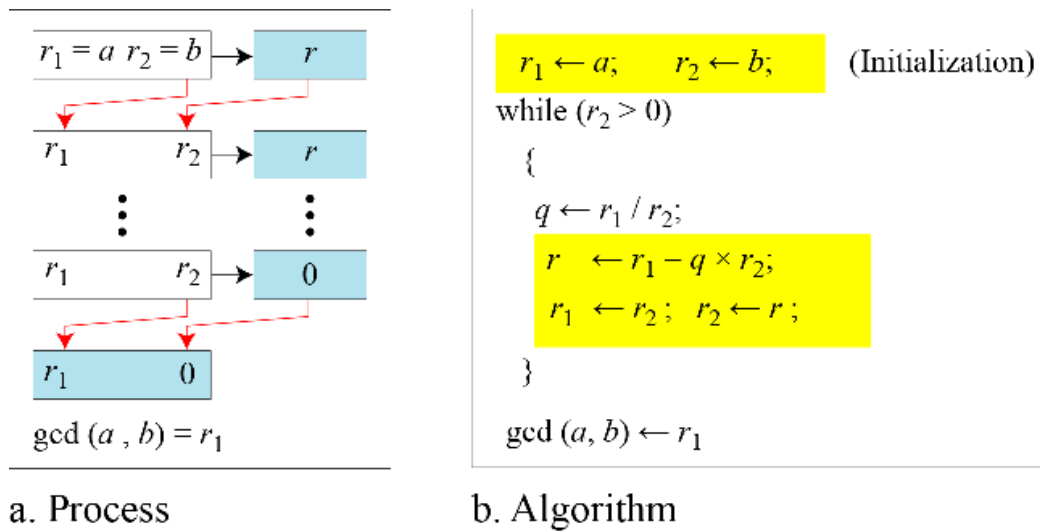 r₁ = a r₂ = b r
r₁ r₂ r
r₁ r₂ 0
r₁ 0
gcd (a , b) = r₁
a. Process
r₁ ← a; r₂ ← b; (Initialization)
while (r₂ > 0)
{
q ← r₁ / r₂;
r ← r₁ − q × r₂;
r₁ ← r₂ ; r₂ ← r ;
}
gcd (a, b) ← r₁
b. Algorithm